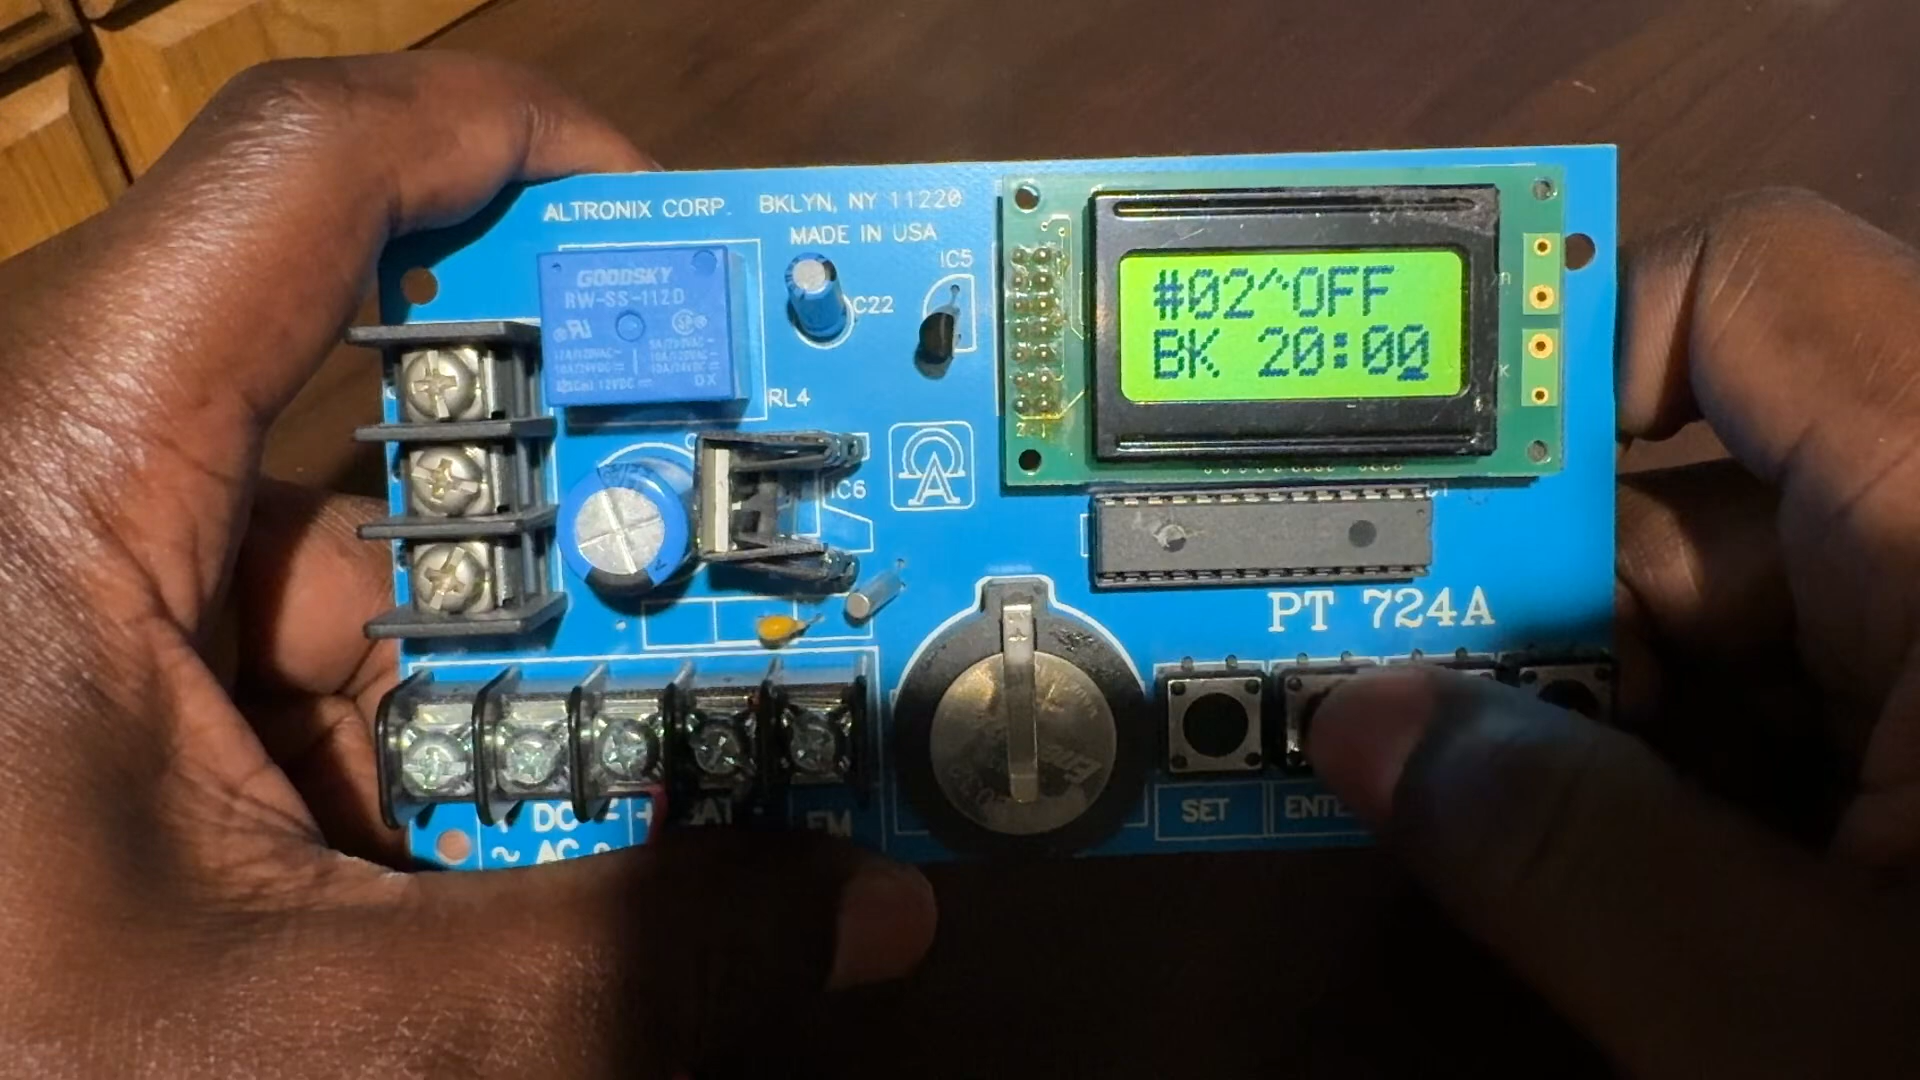 ALTRONIX CORP. BKLYN, NY 11220
MADE IN USA
IC5
GOODSKY
RW-SS-112D
C22
#02^OFF
BK 20:00
RL4
IC6
PT 724A
SET
ENTE
DC
AC
BAT